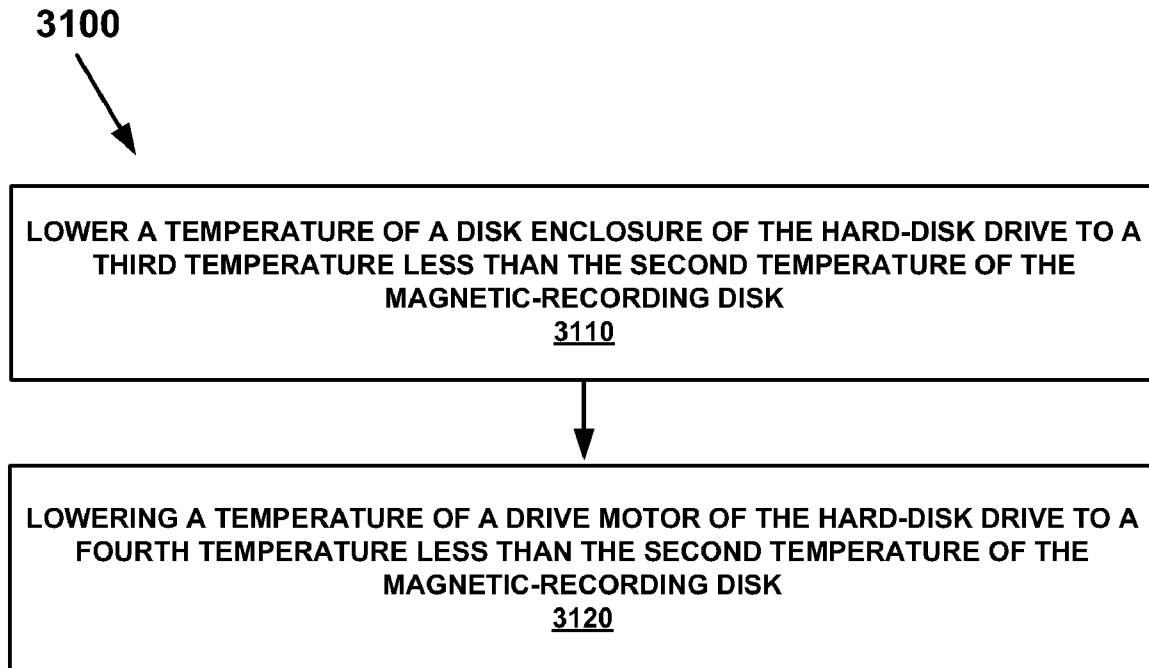 3100
LOWER A TEMPERATURE OF A DISK ENCLOSURE OF THE HARD-DISK DRIVE TO A
THIRD TEMPERATURE LESS THAN THE SECOND TEMPERATURE OF THE
MAGNETIC-RECORDING DISK
3110
LOWERING A TEMPERATURE OF A DRIVE MOTOR OF THE HARD-DISK DRIVE TO A
FOURTH TEMPERATURE LESS THAN THE SECOND TEMPERATURE OF THE
MAGNETIC-RECORDING DISK
3120